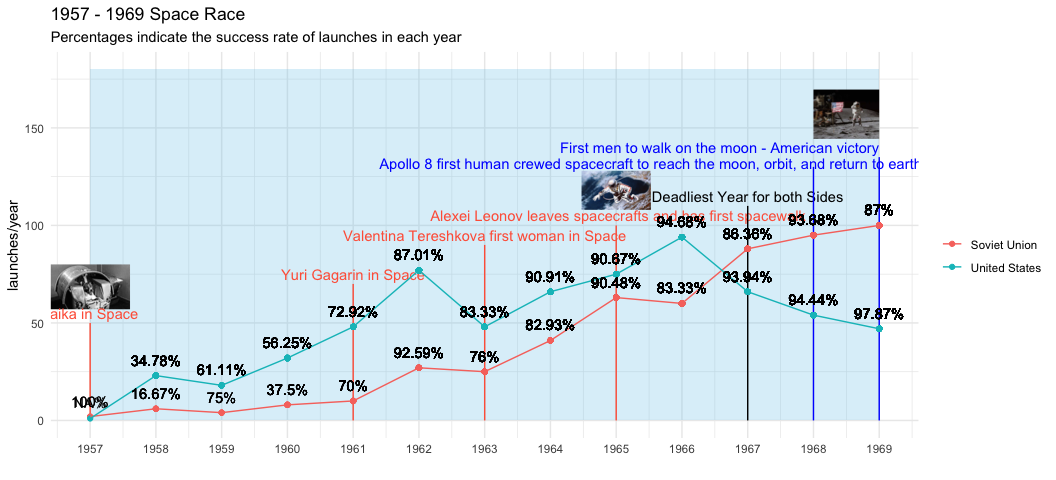 1957 - 1969 Space Race
Percentages indicate the success rate of launches in each year
launches/year
150
100
50
0
First men to walk on the moon - American victory
Apollo 8 first human crewed spacecraft to reach the moon, orbit, and return to earth
Deadliest Year for both Sides
Alexei Leonov leaves spacecrafts and has first spacewalk
Valentina Tereshkova first woman in Space
Yuri Gagarin in Space
aika in Space
100%
34.78%
61.11%
56.25%
72.92%
87.01%
83.33%
90.91%
90.67%
94.68%
93.94%
94.44%
97.87%
16.67%
75%
37.5%
70%
92.59%
76%
82.93%
90.48%
83.33%
86.36%
93.68%
87%
1957 1958 1959 1960 1961 1962 1963 1964 1965 1966 1967 1968 1969
Soviet Union
United States